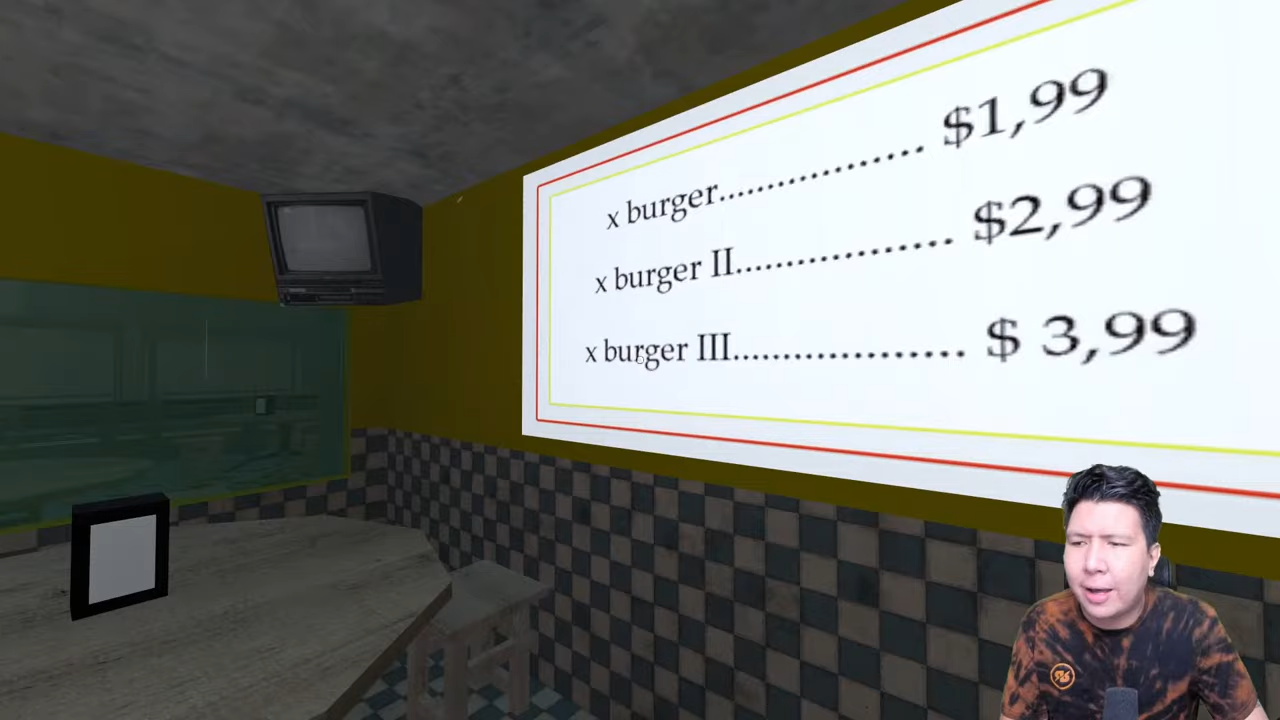 x burger.................. $1,99
x burger II.................. $2,99
x burger III................... $ 3,99